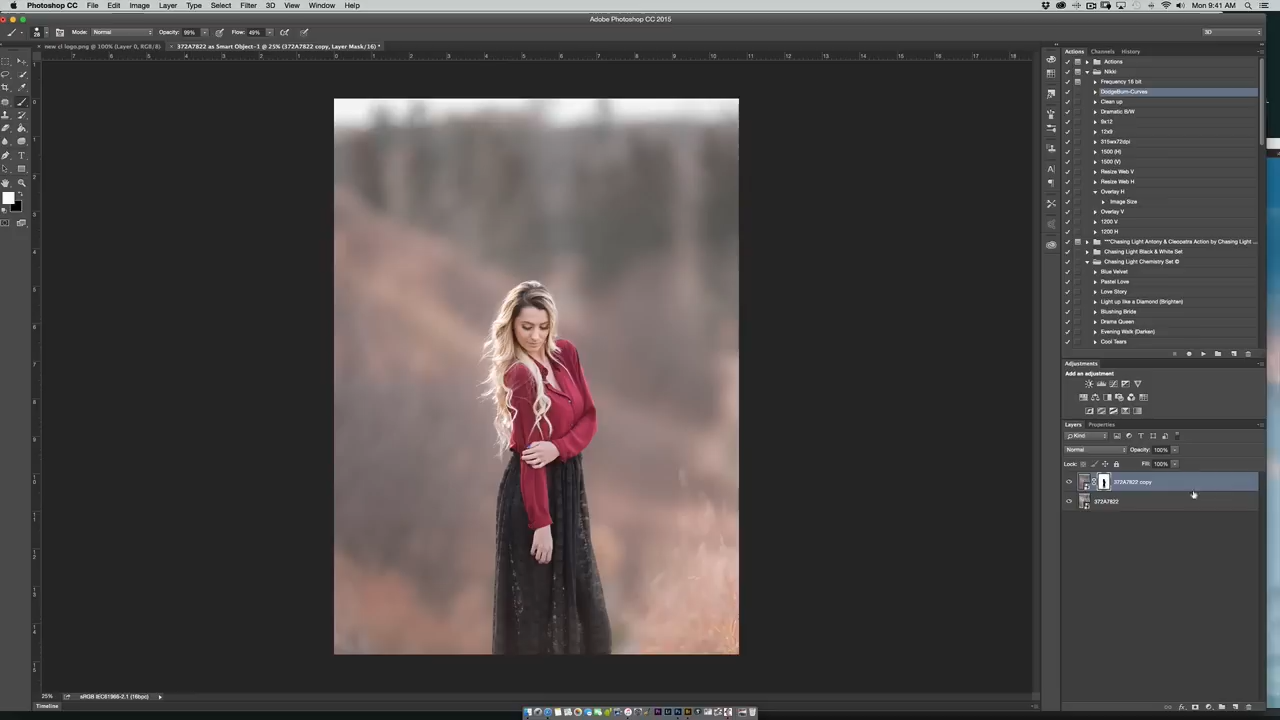 Photoshop CC File Edit Image Layer Type Select Filter 3D View Window Help
Mon 9:41 AM
Adobe Photoshop CC 2015
28
Mode: Normal Opacity: 99% Flow: 49%
3D
new cl logo.png @ 100% (Layer 0, RGB/8)
372A7822 as Smart Object-1 @ 25% (372A7822 copy, Layer Mask/16) *
Actions Channels History
Actions
Nikki
Frequency 16 bit
DodgeBurn-Curves
Clean up
Dramatic B/W
9x12
12x9
315wx72dpi
1500 (H)
1500 (V)
Resize Web V
Resize Web H
Overlay H
Image Size
Overlay V
1200 V
1200 H
***Chasing Light Antony & Cleopatra Action by Chasing Light ...
Chasing Light Black & White Set
Chasing Light Chemistry Set ©
Blue Velvet
Pastel Love
Love Story
Light up like a Diamond (Brighten)
Blushing Bride
Drama Queen
Evening Walk (Darken)
Cool Tears
Adjustments
Add an adjustment
Layers Properties
Kind
Normal Opacity: 100%
Lock: Fill: 100%
372A7822 copy
372A7822
25% sRGB IEC61966-2.1 (16bpc)
Timeline